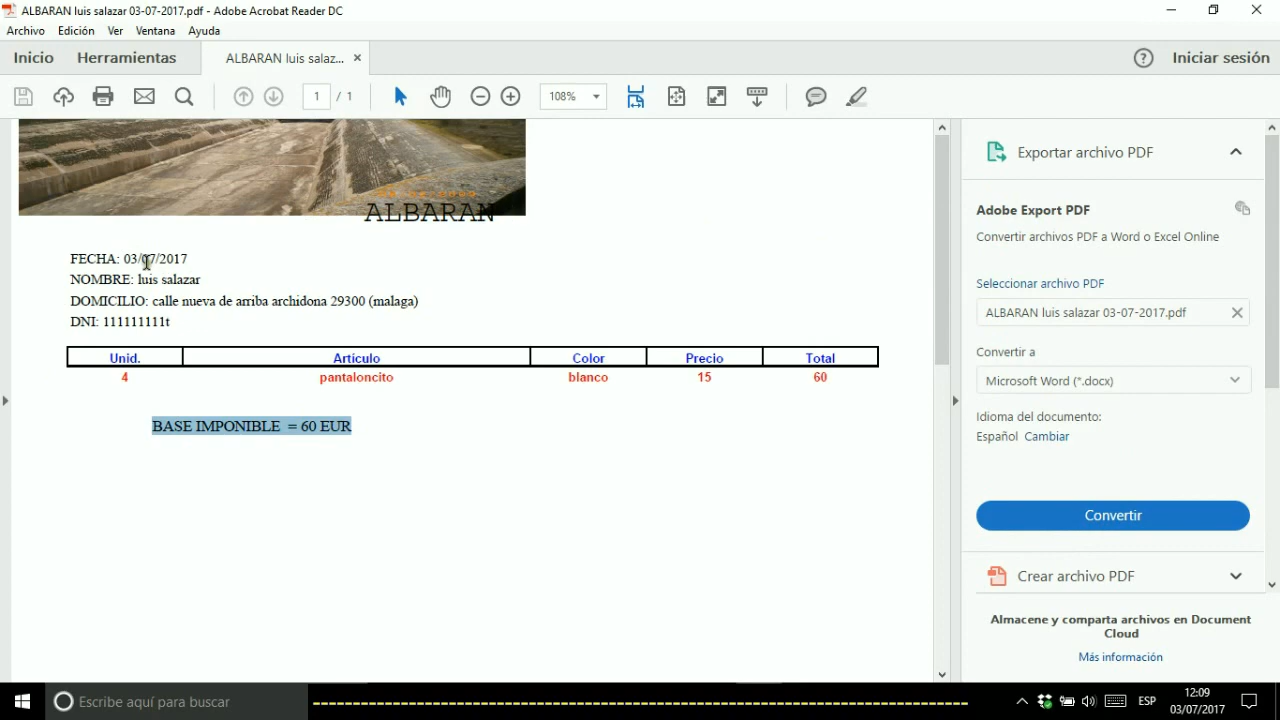 ALBARAN luis salazar 03-07-2017.pdf - Adobe Acrobat Reader DC
Archivo Edición Ver Ventana Ayuda
Inicio Herramientas ALBARAN luis salaz... Iniciar sesión
1 / 1 108%
ALBARAN
FECHA: 03/07/2017
NOMBRE: luis salazar
DOMICILIO: calle nueva de arriba archidona 29300 (malaga)
DNI: 111111111t
Unid. Artículo Color Precio Total
4 pantaloncito blanco 15 60
BASE IMPONIBLE = 60 EUR
Exportar archivo PDF
Adobe Export PDF
Convertir archivos PDF a Word o Excel Online
Seleccionar archivo PDF
ALBARAN luis salazar 03-07-2017.pdf
Convertir a
Microsoft Word (*.docx)
Idioma del documento:
Español Cambiar
Convertir
Crear archivo PDF
Almacene y comparta archivos en Document
Cloud
Más información
Escribe aquí para buscar
ESP
12:09
03/07/2017